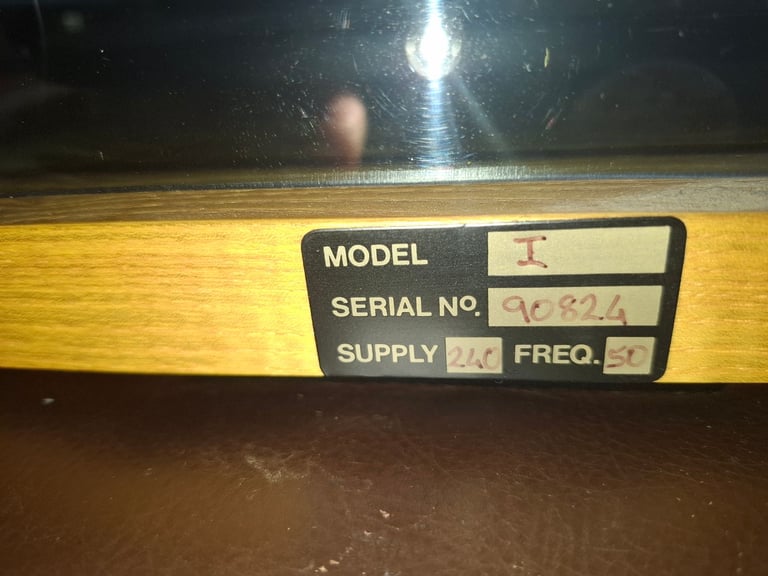 MODEL I
SERIAL No. 90824
SUPPLY 240 FREQ. 50